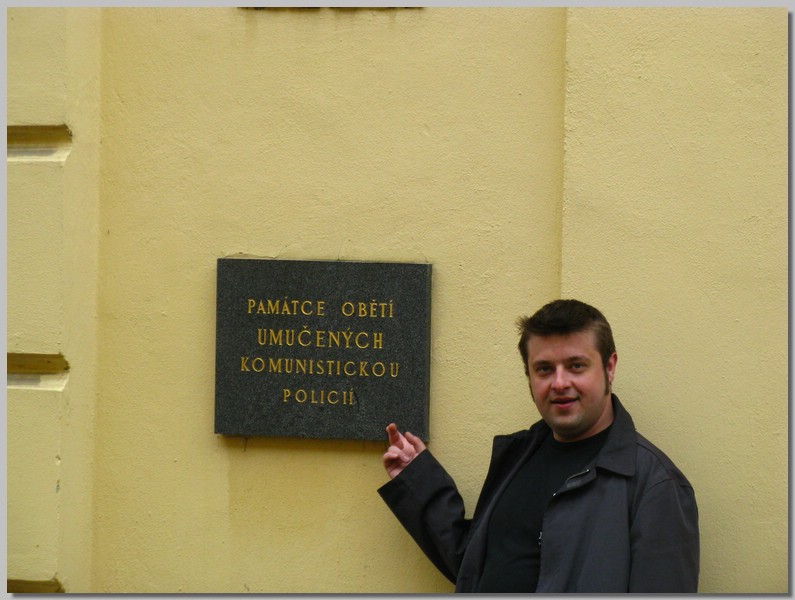 PAMÁTCE OBĚTÍ
UMUČENÝCH
KOMUNISTICKOU
POLICIÍ